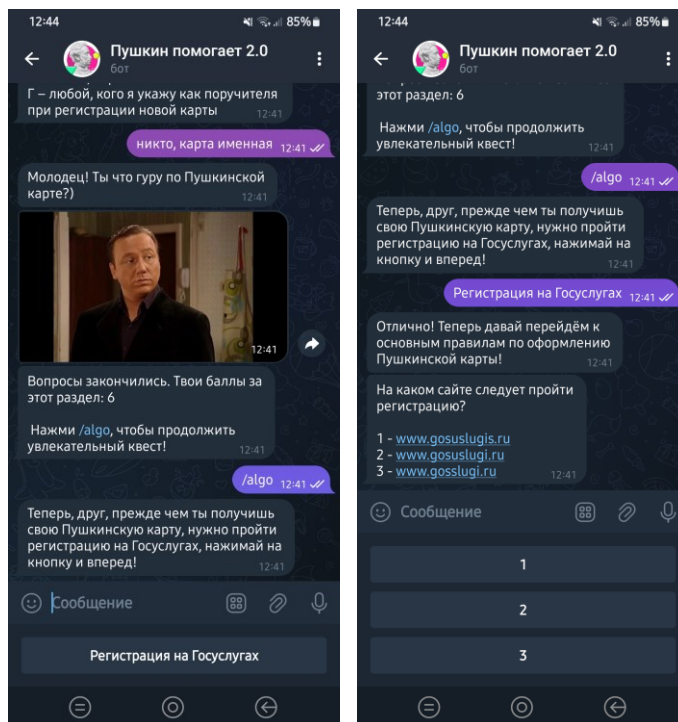 12:44
85%
Пушкин помогает 2.0
бот
Г – любой, кого я укажу как поручителя
при регистрации новой карты
12:41
никто, карта именная 12:41
Молодец! Ты что гуру по Пушкинской
карте?)
12:41
12:41
Вопросы закончились. Твои баллы за
этот раздел: 6
Нажми /algo, чтобы продолжить
увлекательный квест!
12:41
/algo 12:41
Теперь, друг, прежде чем ты получишь
свою Пушкинскую карту, нужно пройти
регистрацию на Госуслугах, нажимай на
кнопку и вперед!
12:41
Сообщение
Регистрация на Госуслугах
12:44
85%
Пушкин помогает 2.0
бот
этот раздел: 6
Нажми /algo, чтобы продолжить
увлекательный квест!
12:41
/algo 12:41
Теперь, друг, прежде чем ты получишь
свою Пушкинскую карту, нужно пройти
регистрацию на Госуслугах, нажимай на
кнопку и вперед!
12:41
Регистрация на Госуслугах 12:41
Отлично! Теперь давай перейдём к
основным правилам по оформлению
Пушкинской карты!
12:41
На каком сайте следует пройти
регистрацию?
1 - www.gosuslugis.ru
2 - www.gosuslugi.ru
3 - www.gosslugi.ru
12:41
Сообщение
1
2
3